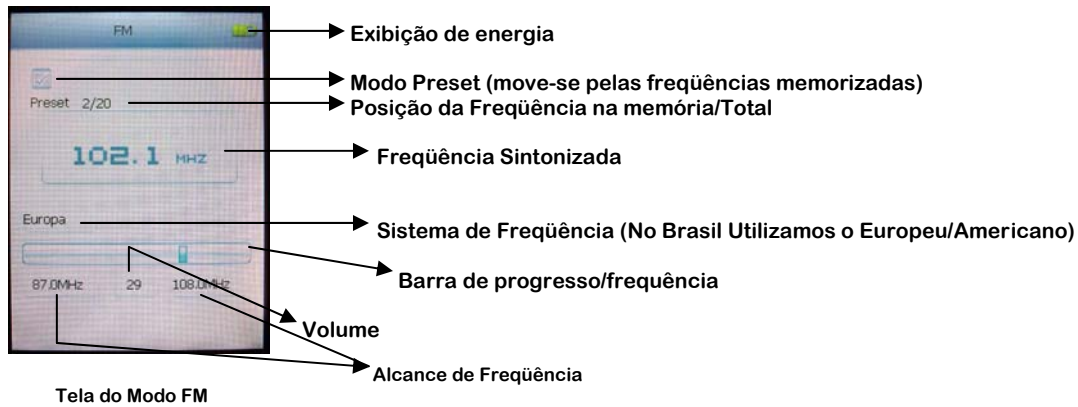 FM
Exibição de energia
Modo Preset (move-se pelas freqüências memorizadas)
Preset 2/20
Posição da Freqüência na memória/Total
102.1 MHZ
Freqüência Sintonizada
Europa
Sistema de Freqüência (No Brasil Utilizamos o Europeu/Americano)
Barra de progresso/frequência
87.0MHz 29 108.0MHz
Volume
Alcance de Freqüência
Tela do Modo FM